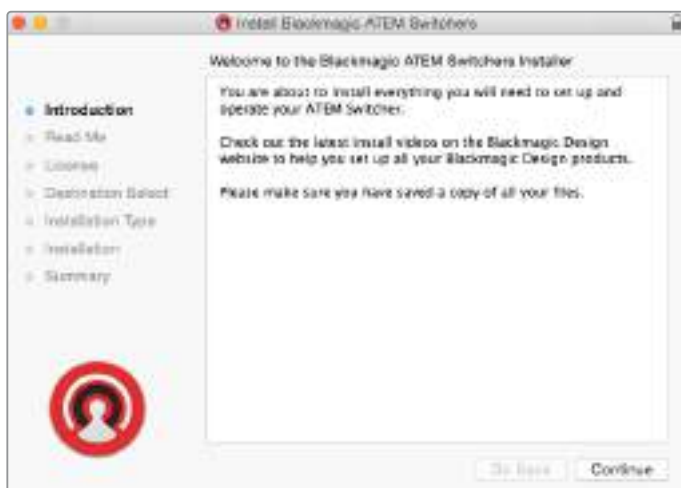 Install Blackmagic ATEM Switchers
Welcome to the Blackmagic ATEM Switchers Installer
Introduction
Read Me
License
Destination Select
Installation Type
Installation
Summary
You are about to install everything you will need to set up and
operate your ATEM Switcher.
Check out the latest install videos on the Blackmagic Design
website to help you set up all your Blackmagic Design products.
Please make sure you have saved a copy of all your files.
Go Back
Continue